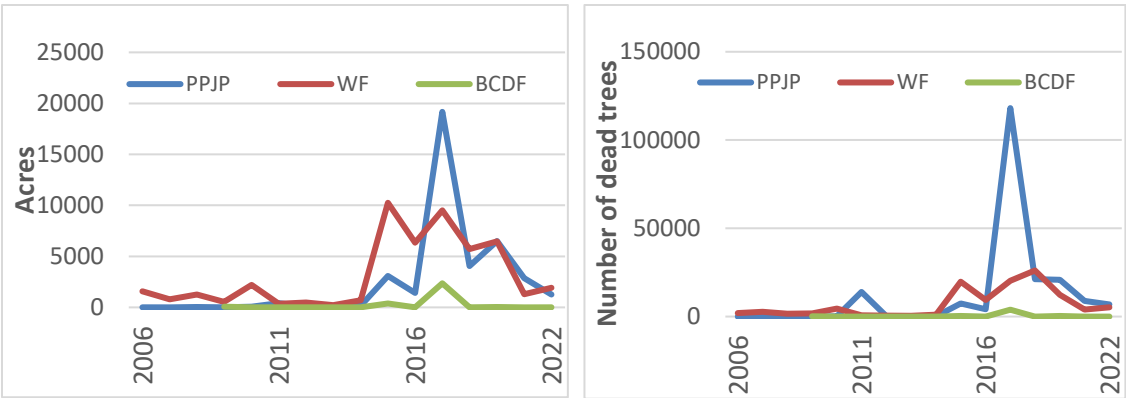 25000
20000
15000
10000
5000
0
Acres
PPJP WF BCDF
2006 2011 2016 2022
150000
100000
50000
0
Number of dead trees
PPJP WF BCDF
2006 2011 2016 2022